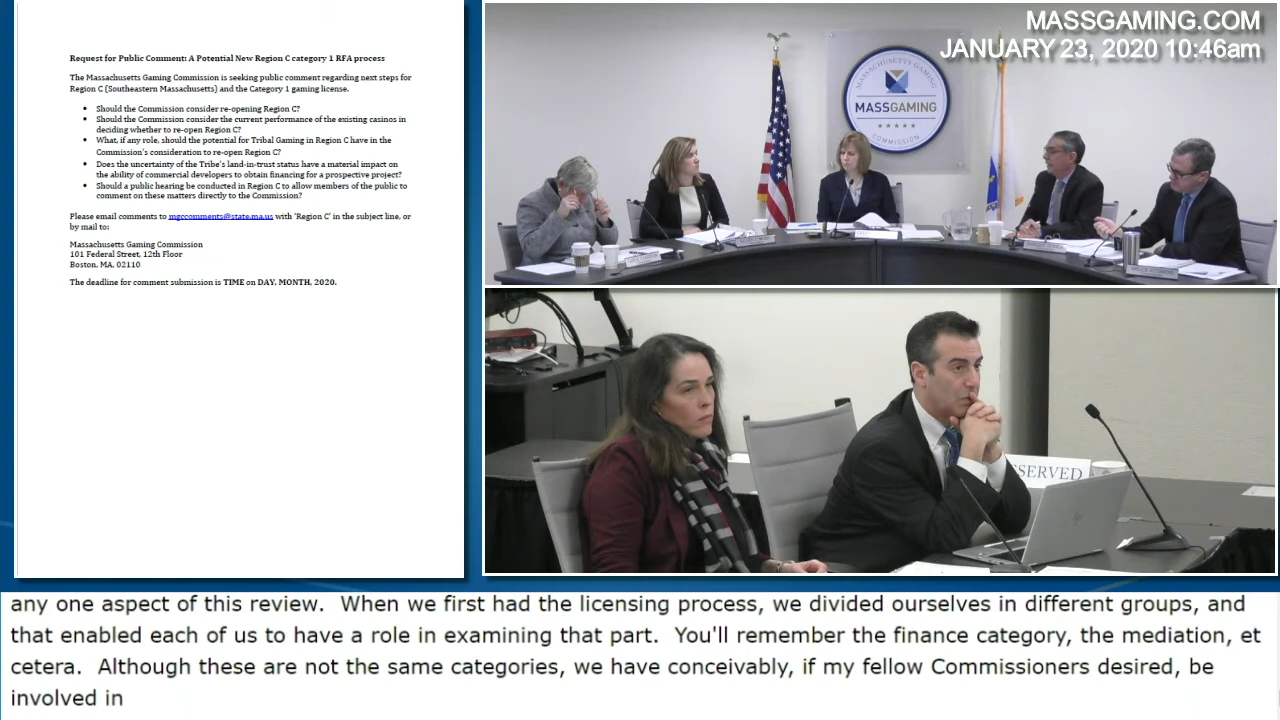 Request for Public Comment: A Potential New Region C category 1 RFA process
The Massachusetts Gaming Commission is seeking public comment regarding next steps for
Region C (Southeastern Massachusetts) and the Category 1 gaming license.
• Should the Commission consider re-opening Region C?
• Should the Commission consider the current performance of the existing casinos in
deciding whether to re-open Region C?
• What, if any role, should the potential for Tribal Gaming in Region C have in the
Commission's consideration to re-open Region C?
• Does the uncertainty of the Tribe's land-in-trust status have a material impact on
the ability of commercial developers to obtain financing for a prospective project?
• Should a public hearing be conducted in Region C to allow members of the public to
comment on these matters directly to the Commission?
Please email comments to mgccomments@state.ma.us with 'Region C' in the subject line, or
by mail to:
Massachusetts Gaming Commission
101 Federal Street, 12th Floor
Boston, MA, 02110
The deadline for comment submission is TIME on DAY, MONTH, 2020.
MASSGAMING.COM
JANUARY 23, 2020 10:46am
MASSACHUSETTS GAMING
MASSGAMING
COMMISSION
ESERVED
any one aspect of this review.  When we first had the licensing process, we divided ourselves in different groups, and
that enabled each of us to have a role in examining that part.  You'll remember the finance category, the mediation, et
cetera.  Although these are not the same categories, we have conceivably, if my fellow Commissioners desired, be
involved in